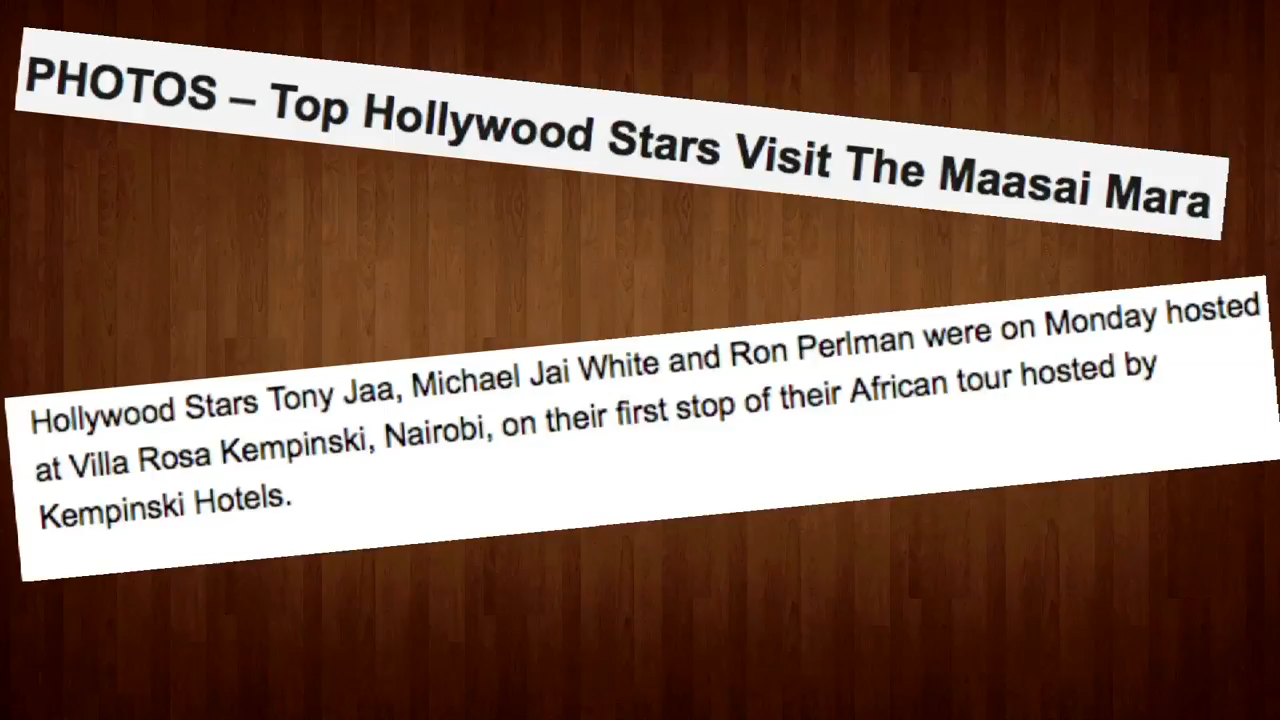 PHOTOS – Top Hollywood Stars Visit The Maasai Mara
Hollywood Stars Tony Jaa, Michael Jai White and Ron Perlman were on Monday hosted
at Villa Rosa Kempinski, Nairobi, on their first stop of their African tour hosted by
Kempinski Hotels.